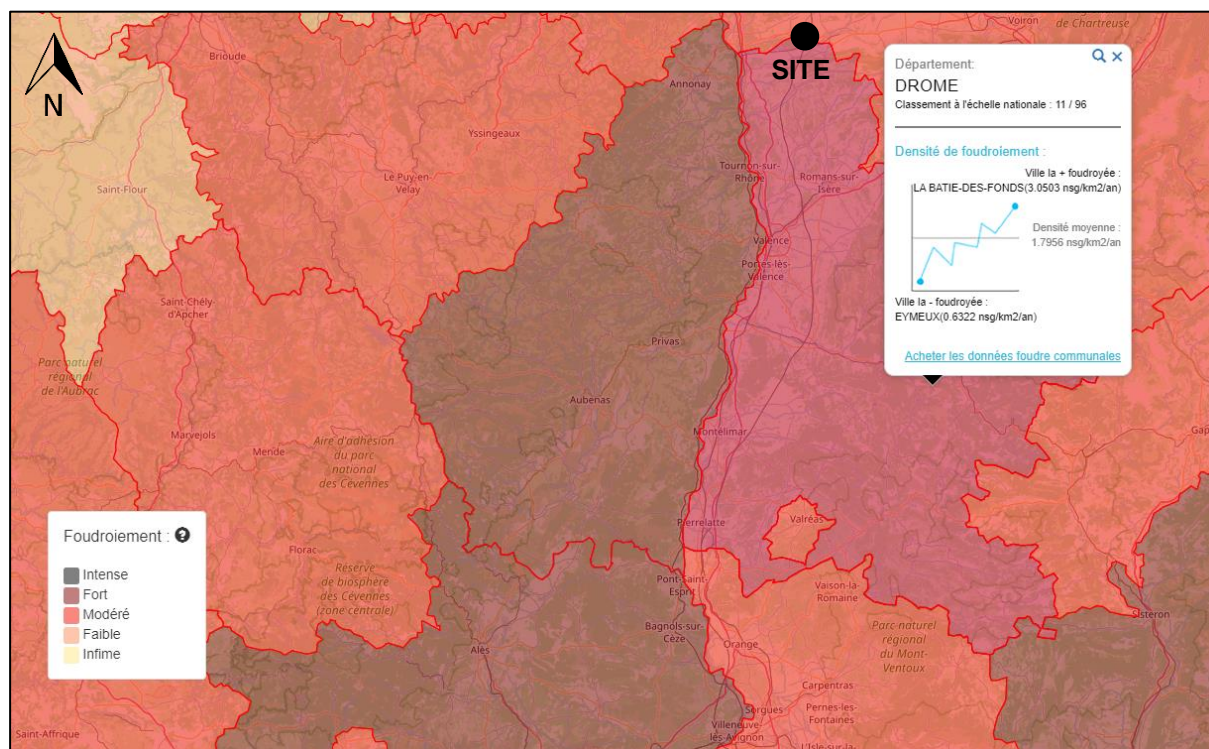 N
SITE
Voiron
de Chartreuse
Brioude
Annonay
Yssingeaux
Saint-Flour
Le Puy-en-
Velay
Tournon-sur-
Rhône
Romans-sur-
Isère
Valence
Portes-lès-
Valence
Saint-Chély-
d'Apcher
Privas
Parc naturel
régional
de l'Aubrac
Aubenas
Marvejols
Mende
Aire d'adhésion
du parc
national
des Cévennes
Montélimar
Gap
Florac
Réserve
de biosphère
des Cévennes
(zone centrale)
Pierrelatte
Valréas
Pont-Saint-
Esprit
Vaison-la-
Romaine
Bagnols-sur-
Cèze
Sisteron
Orange
Parc naturel
régional
du Mont-
Ventoux
Alès
Carpentras
Sorgues
Pernes-les-
Fontaines
Villeneuve-
lès-Avignon
L'Isle-sur-la-
Saint-Affrique
Département:
DROME
Classement à l'échelle nationale : 11 / 96
Densité de foudroiement :
Ville la + foudroyée :
LA BATIE-DES-FONDS(3.0503 nsg/km2/an)
Densité moyenne :
1.7956 nsg/km2/an
Ville la - foudroyée :
EYMEUX(0.6322 nsg/km2/an)
Acheter les données foudre communales
Foudroiement : ?
Intense
Fort
Modéré
Faible
Infime